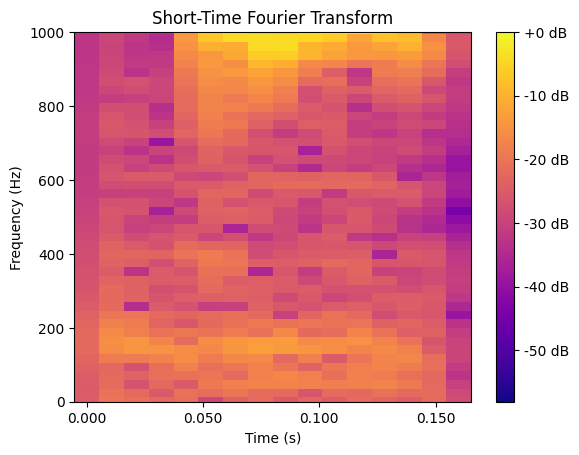 Short-Time Fourier Transform
1000
800
600
400
200
0
Frequency (Hz)
0.000
0.050
0.100
0.150
Time (s)
+0 dB
-10 dB
-20 dB
-30 dB
-40 dB
-50 dB